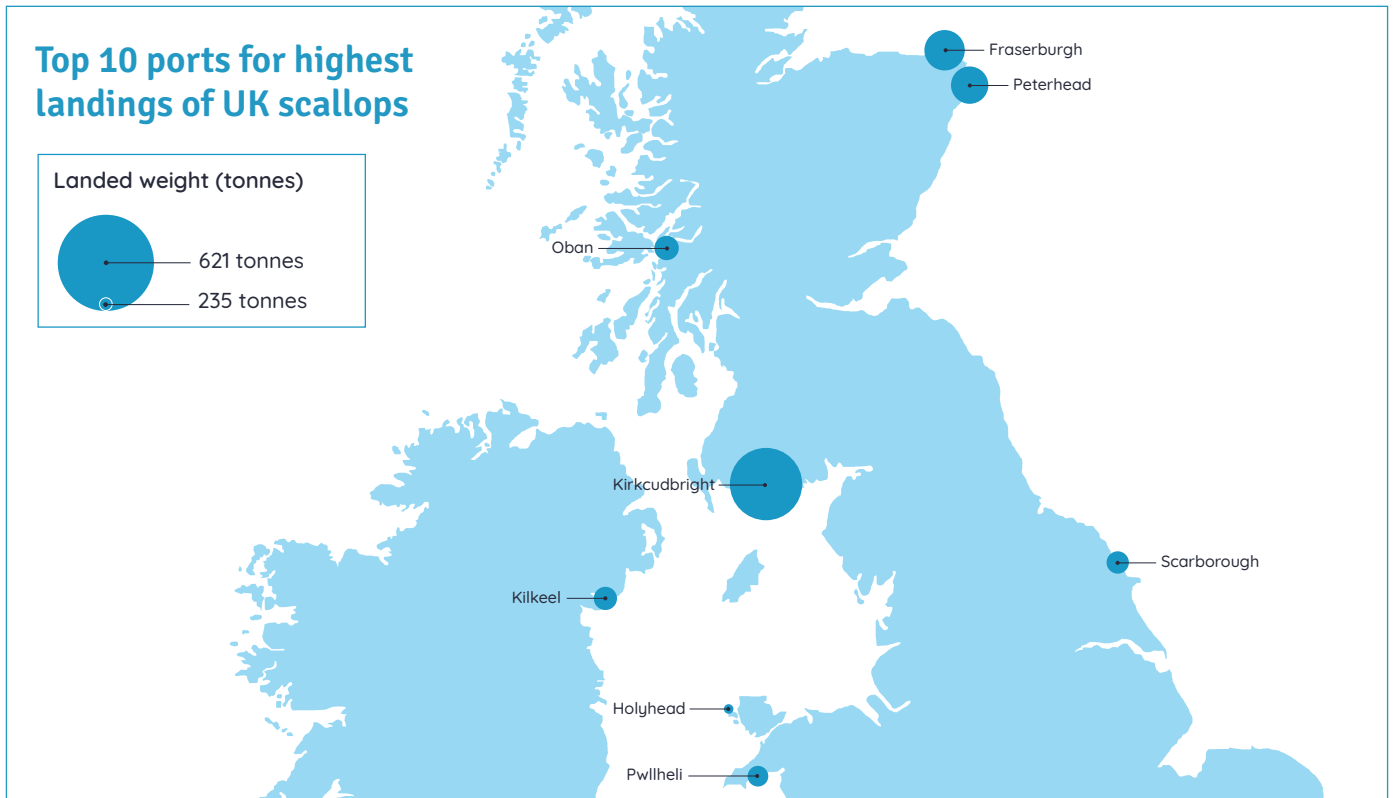 Top 10 ports for highest
landings of UK scallops
Landed weight (tonnes)
621 tonnes
235 tonnes
Fraserburgh
Peterhead
Oban
Kirkcudbright
Scarborough
Kilkeel
Holyhead
Pwllheli